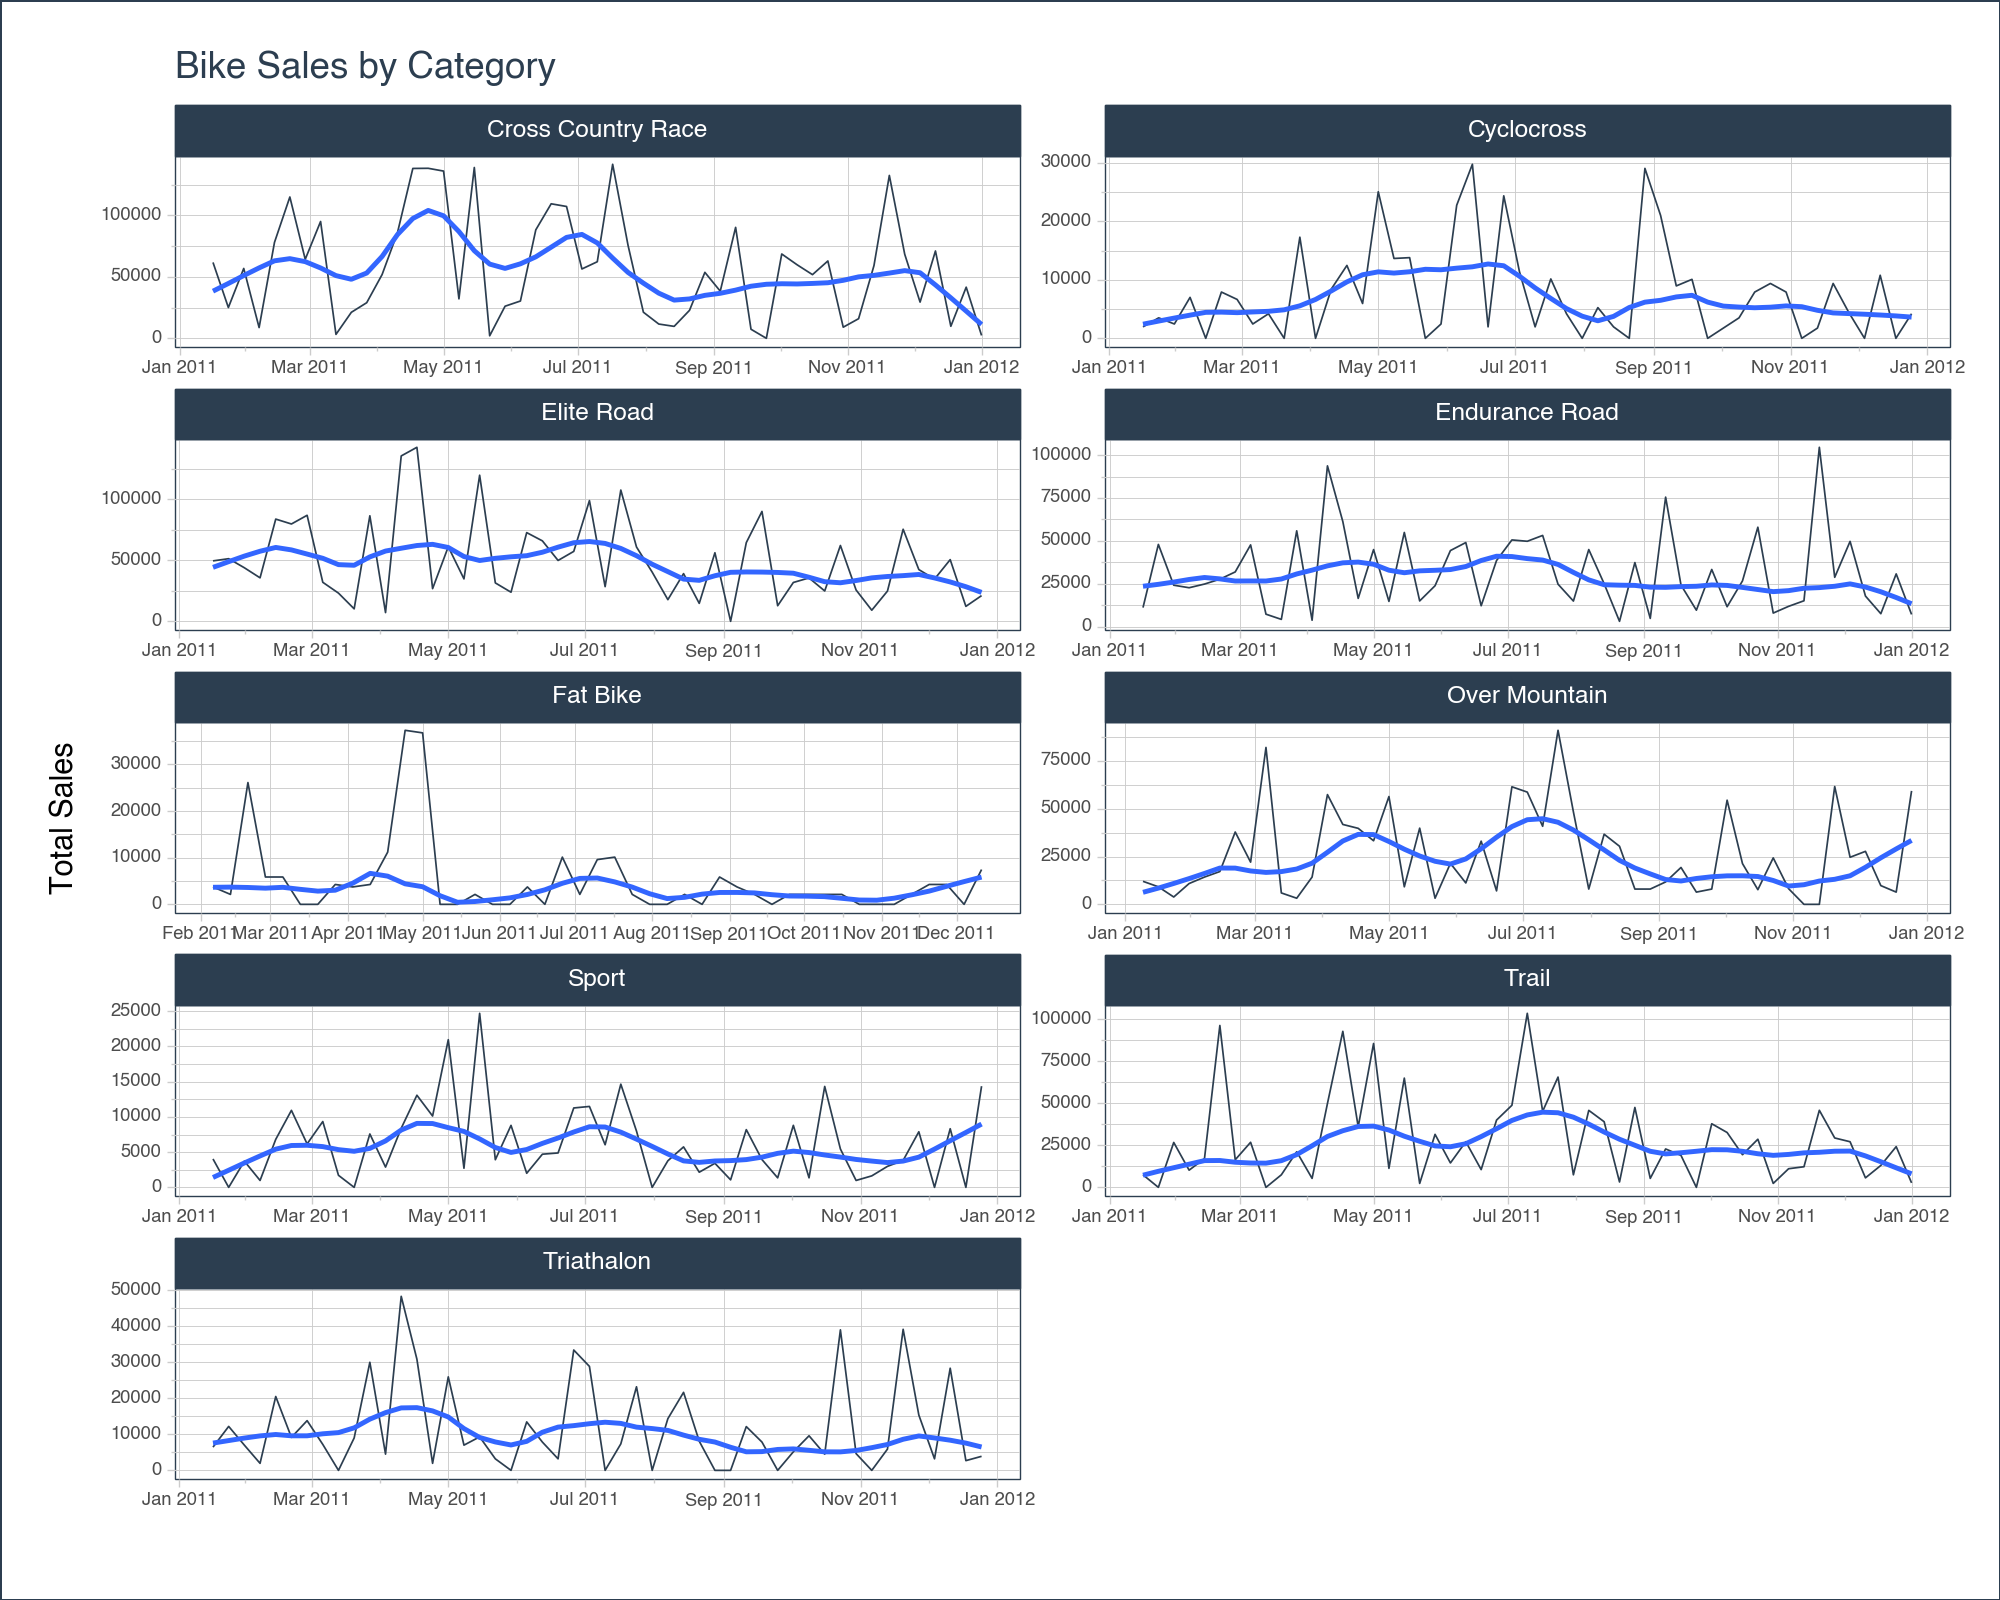 Bike Sales by Category
Total Sales
Cross Country Race
100000
50000
0
Jan 2011 Mar 2011 May 2011 Jul 2011 Sep 2011 Nov 2011 Jan 2012
Cyclocross
30000
20000
10000
0
Jan 2011 Mar 2011 May 2011 Jul 2011 Sep 2011 Nov 2011 Jan 2012
Elite Road
100000
50000
0
Jan 2011 Mar 2011 May 2011 Jul 2011 Sep 2011 Nov 2011 Jan 2012
Endurance Road
100000
75000
50000
25000
0
Jan 2011 Mar 2011 May 2011 Jul 2011 Sep 2011 Nov 2011 Jan 2012
Fat Bike
30000
20000
10000
0
Feb 2011 Mar 2011 Apr 2011 May 2011 Jun 2011 Jul 2011 Aug 2011 Sep 2011 Oct 2011 Nov 2011 Dec 2011
Over Mountain
75000
50000
25000
0
Jan 2011 Mar 2011 May 2011 Jul 2011 Sep 2011 Nov 2011 Jan 2012
Sport
25000
20000
15000
10000
5000
0
Jan 2011 Mar 2011 May 2011 Jul 2011 Sep 2011 Nov 2011 Jan 2012
Trail
100000
75000
50000
25000
0
Jan 2011 Mar 2011 May 2011 Jul 2011 Sep 2011 Nov 2011 Jan 2012
Triathalon
50000
40000
30000
20000
10000
0
Jan 2011 Mar 2011 May 2011 Jul 2011 Sep 2011 Nov 2011 Jan 2012